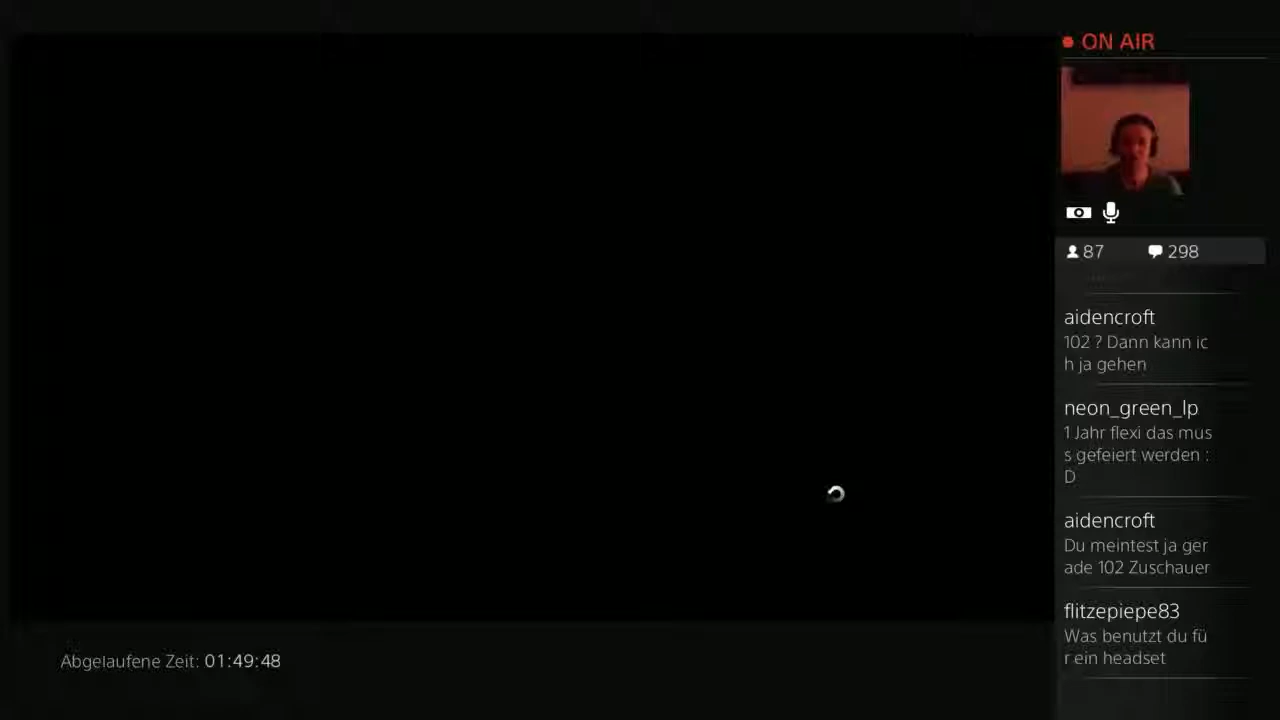 ON AIR
87 298
aidencroft
102 ? Dann kann ic
h ja gehen
neon_green_lp
1 Jahr flexi das mus
s gefeiert werden :
D
aidencroft
Du meintest ja ger
ade 102 Zuschauer
flitzepiepe83
Was benutzt du fü
r ein headset
Abgelaufene Zeit: 01:49:48